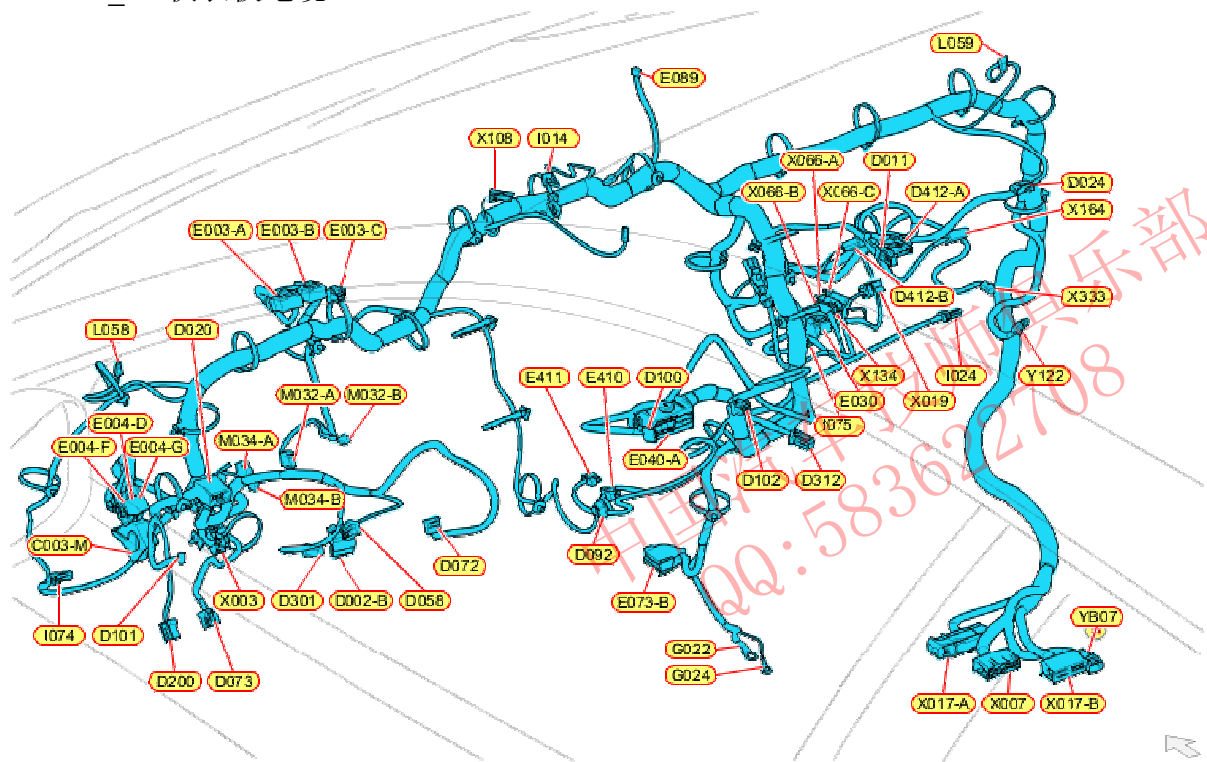 L059
E089
X108
I014
X066-A
D011
X066-B
X066-C
D412-A
D024
X164
E003-A
E003-B
E003-C
D412-B
X333
L058
D020
E411
E410
D100
X134
I024
Y122
M032-A
M032-B
E030
X019
E004-D
I075
E004-F
E004-G
M034-A
E040-A
D102
D312
M034-B
C003-M
D092
D072
X003
D301
D002-B
D058
E073-B
I074
D101
YB07
G022
G024
D200
D073
X017-A
X007
X017-B
QQ:583622708